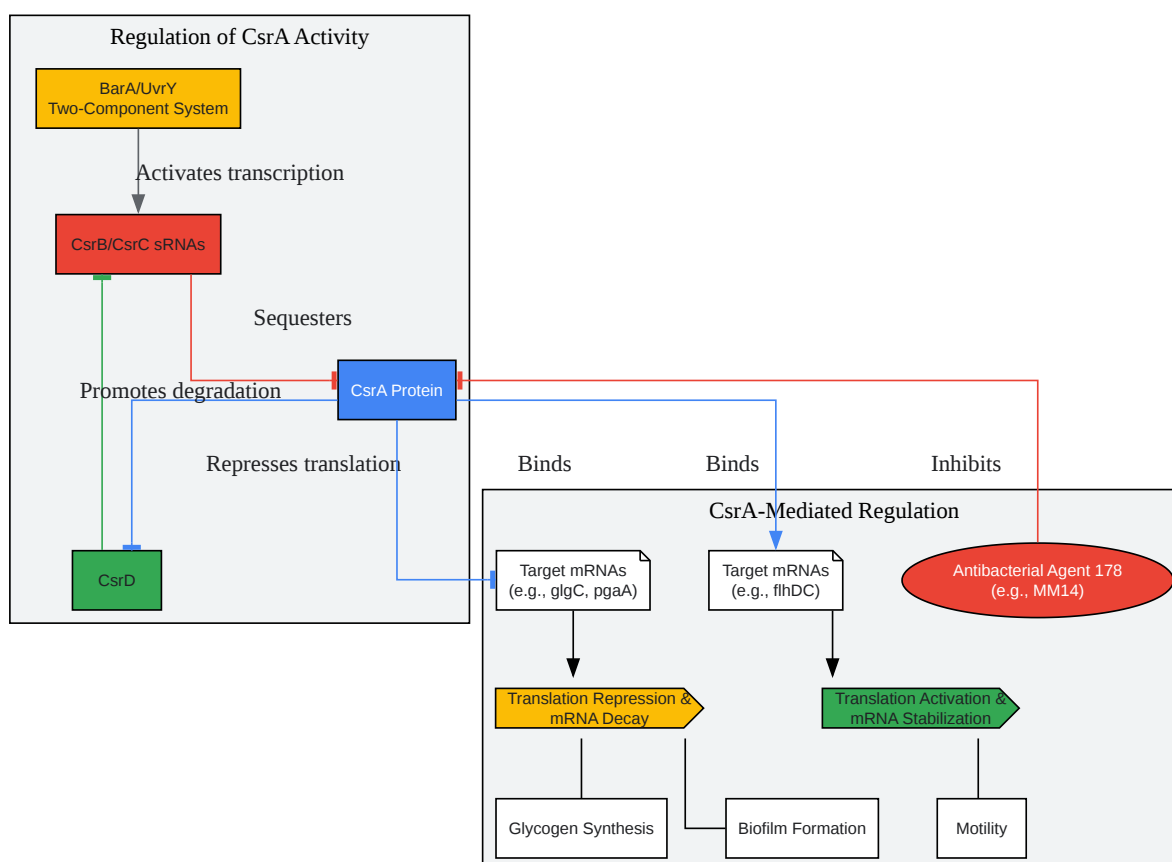 Regulation of CsrA Activity
BarA/UvrY
Two-Component System
Activates transcription
CsrB/CsrC sRNAs
Sequesters
CsrA Protein
Promotes degradation
Represses translation
Binds
Binds
Inhibits
CsrA-Mediated Regulation
CsrD
Target mRNAs
(e.g., glgC, pgaA)
Target mRNAs
(e.g., flhDC)
Antibacterial Agent 178
(e.g., MM14)
Translation Repression &
mRNA Decay
Translation Activation &
mRNA Stabilization
Glycogen Synthesis
Biofilm Formation
Motility